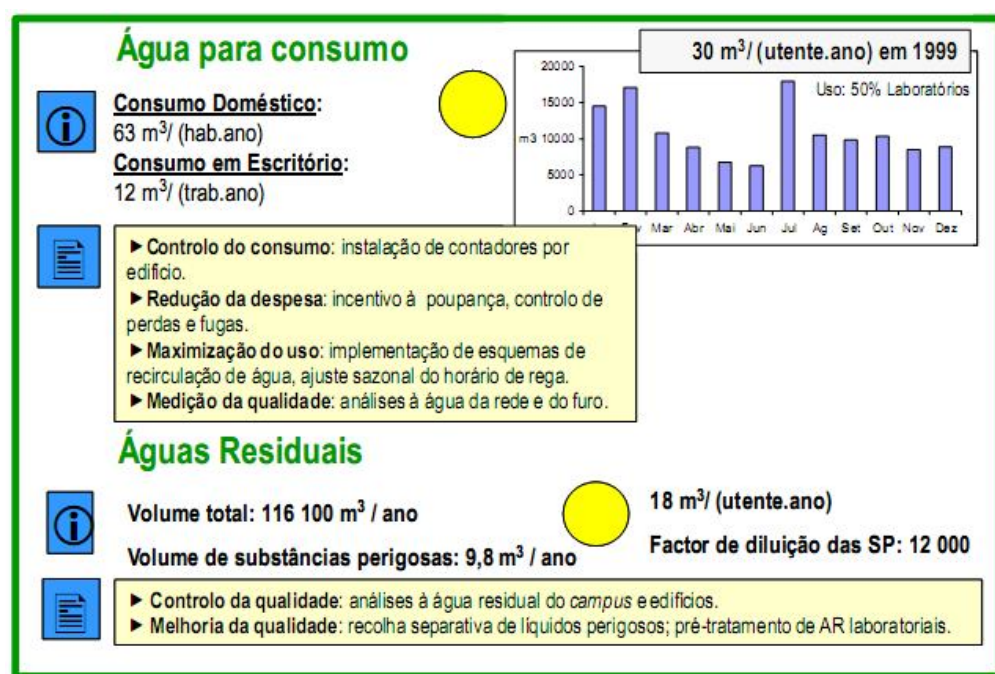 Água para consumo
30 m³/ (utente.ano) em 1999
Consumo Doméstico:
63 m³/ (hab.ano)
Consumo em Escritório:
12 m³/ (trab.ano)
Uso: 50% Laboratórios
20000
15000
m3 10000
5000
0
Mar Abr Mai Jun Jul Ag Set Out Nov Dez
►Controlo do consumo: instalação de contadores por
edifício.
►Redução da despesa: incentivo à poupança, controlo de
perdas e fugas.
►Maximização do uso: implementação de esquemas de
recirculação de água, ajuste sazonal do horário de rega.
►Medição da qualidade: análises à água da rede e do furo.
Águas Residuais
Volume total: 116 100 m³ / ano
18 m³/ (utente.ano)
Volume de substâncias perigosas: 9,8 m³ / ano
Factor de diluição das SP: 12 000
► Controlo da qualidade: análises à água residual do campus e edifícios.
► Melhoria da qualidade: recolha separativa de líquidos perigosos; pré-tratamento de AR laboratoriais.